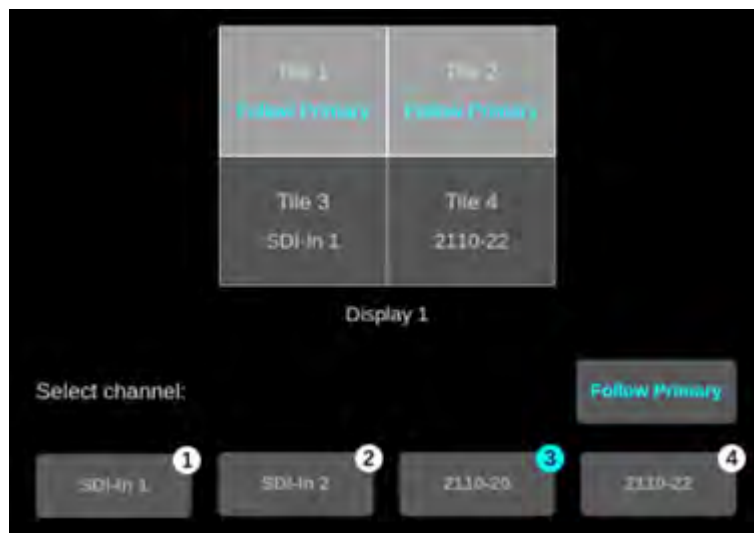 Tile 1
Tile 2
Follow Primary
Follow Primary
Tile 3
Tile 4
SDI-In 1
2110-22
Display 1
Select channel:
Follow Primary
1
2
3
4
SDI-In 1
SDI-In 2
2110-20
2110-22